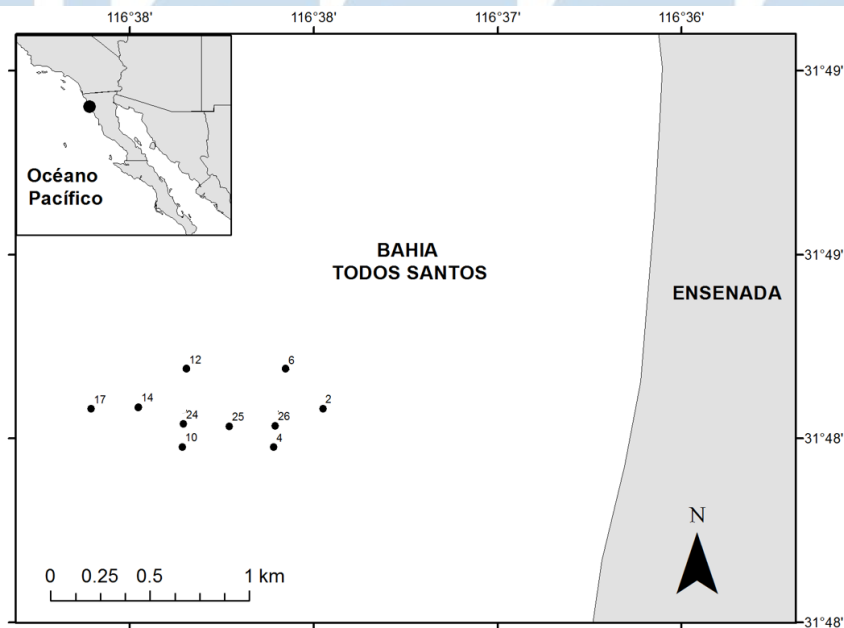 116°38'
116°38'
116°37'
116°36'
31°49'
Océano
Pacífico
BAHIA
TODOS SANTOS
31°49'
ENSENADA
12
6
17
14
2
24
25
26
10
4
31°48'
N
0 0.25 0.5 1 km
31°48'